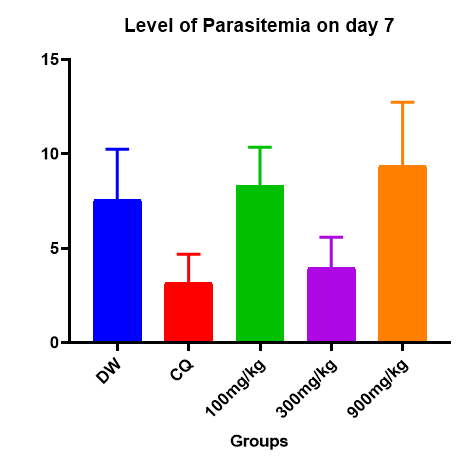 Level of Parasitemia on day 7
15
10
5
0
DW
CQ
100mg/kg
300mg/kg
900mg/kg
Groups